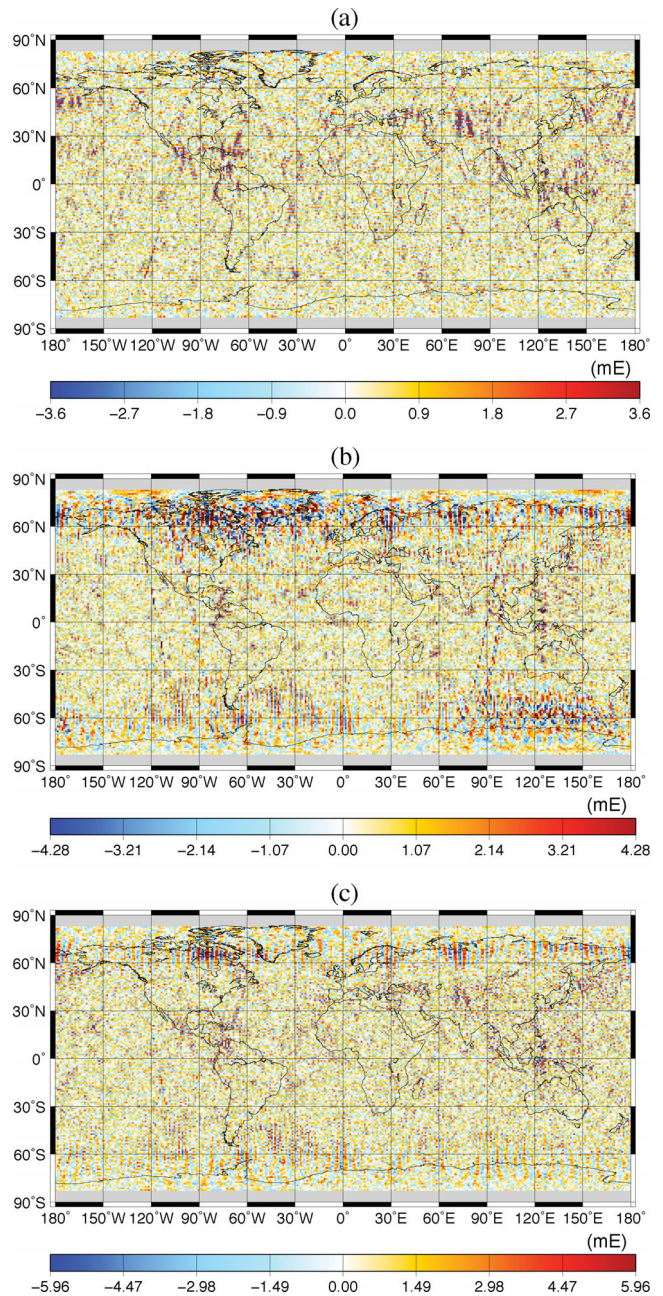 (a)
90°N
60°N
30°N
0°
30°S
60°S
90°S
180° 150°W 120°W 90°W 60°W 30°W 0° 30°E 60°E 90°E 120°E 150°E 180°
(mE)
−3.6 −2.7 −1.8 −0.9 0.0 0.9 1.8 2.7 3.6
(b)
90°N
60°N
30°N
0°
30°S
60°S
90°S
180° 150°W 120°W 90°W 60°W 30°W 0° 30°E 60°E 90°E 120°E 150°E 180°
(mE)
−4.28 −3.21 −2.14 −1.07 0.00 1.07 2.14 3.21 4.28
(c)
90°N
60°N
30°N
0°
30°S
60°S
90°S
180° 150°W 120°W 90°W 60°W 30°W 0° 30°E 60°E 90°E 120°E 150°E 180°
(mE)
−5.96 −4.47 −2.98 −1.49 0.00 1.49 2.98 4.47 5.96